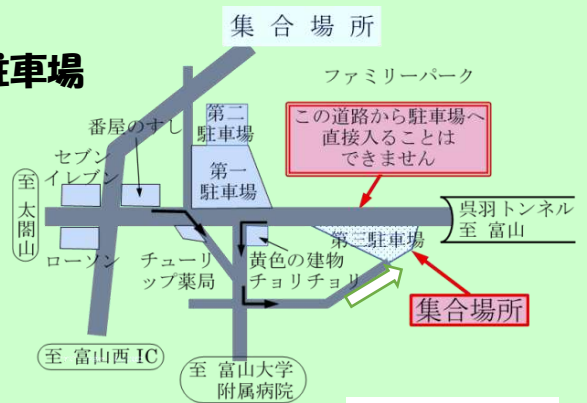 集合場所
駐車場
ファミリーパーク
第二
駐車場
番屋のすし
この道路から駐車場へ
直接入ることは
できません
セブン
イレブン
第一
駐車場
至 太閤山
呉羽トンネル
至 富山
第三駐車場
ローソン
チューリ
ップ薬局
黄色の建物
チョリチョリ
集合場所
至 富山西IC
至 富山大学
附属病院